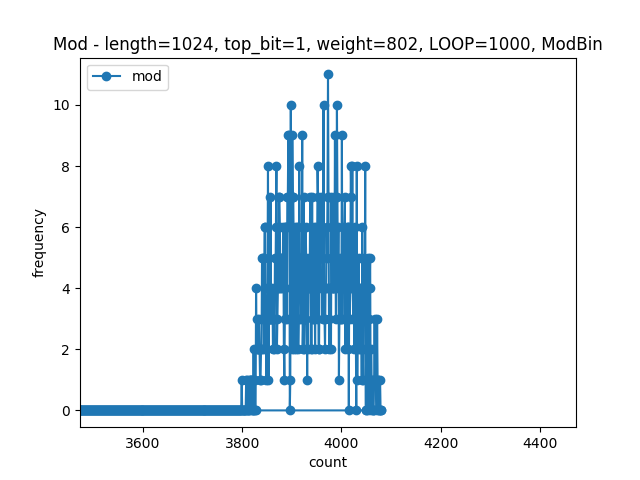 Mod - length=1024, top_bit=1, weight=802, LOOP=1000, ModBin
mod
10
8
6
4
2
0
frequency
3600 3800 4000 4200 4400
count